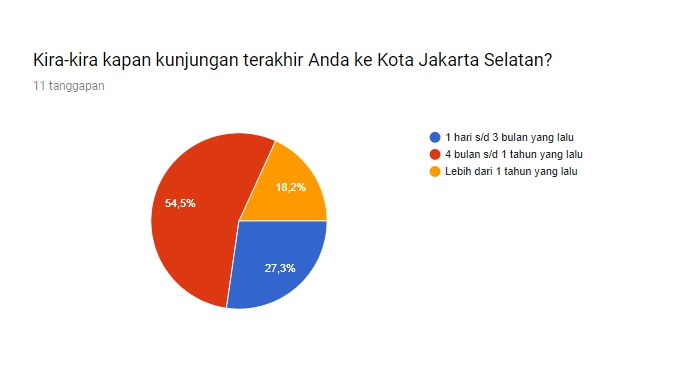 Kira-kira kapan kunjungan terakhir Anda ke Kota Jakarta Selatan?
11 tanggapan
1 hari s/d 3 bulan yang lalu
4 bulan s/d 1 tahun yang lalu
Lebih dari 1 tahun yang lalu
18,2%
54,5%
27,3%